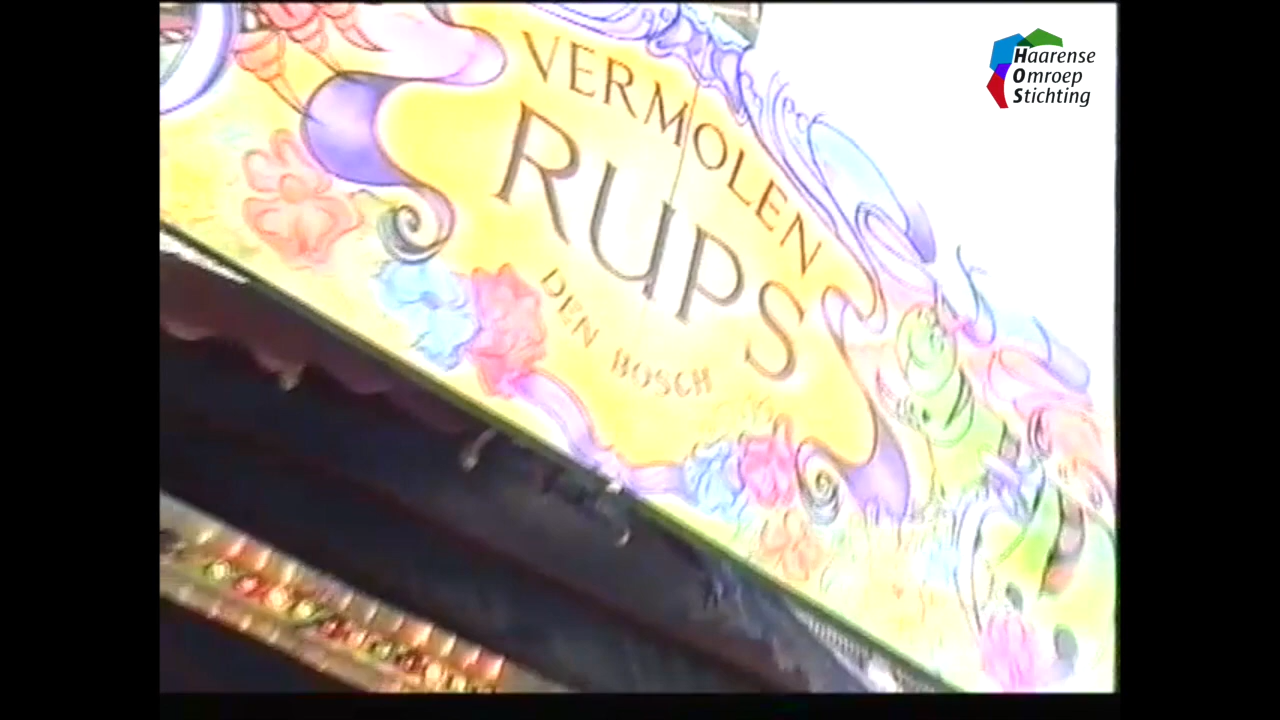 VERMOLEN
RUPS
DEN BOSCH
Haarense
Omroep
Stichting